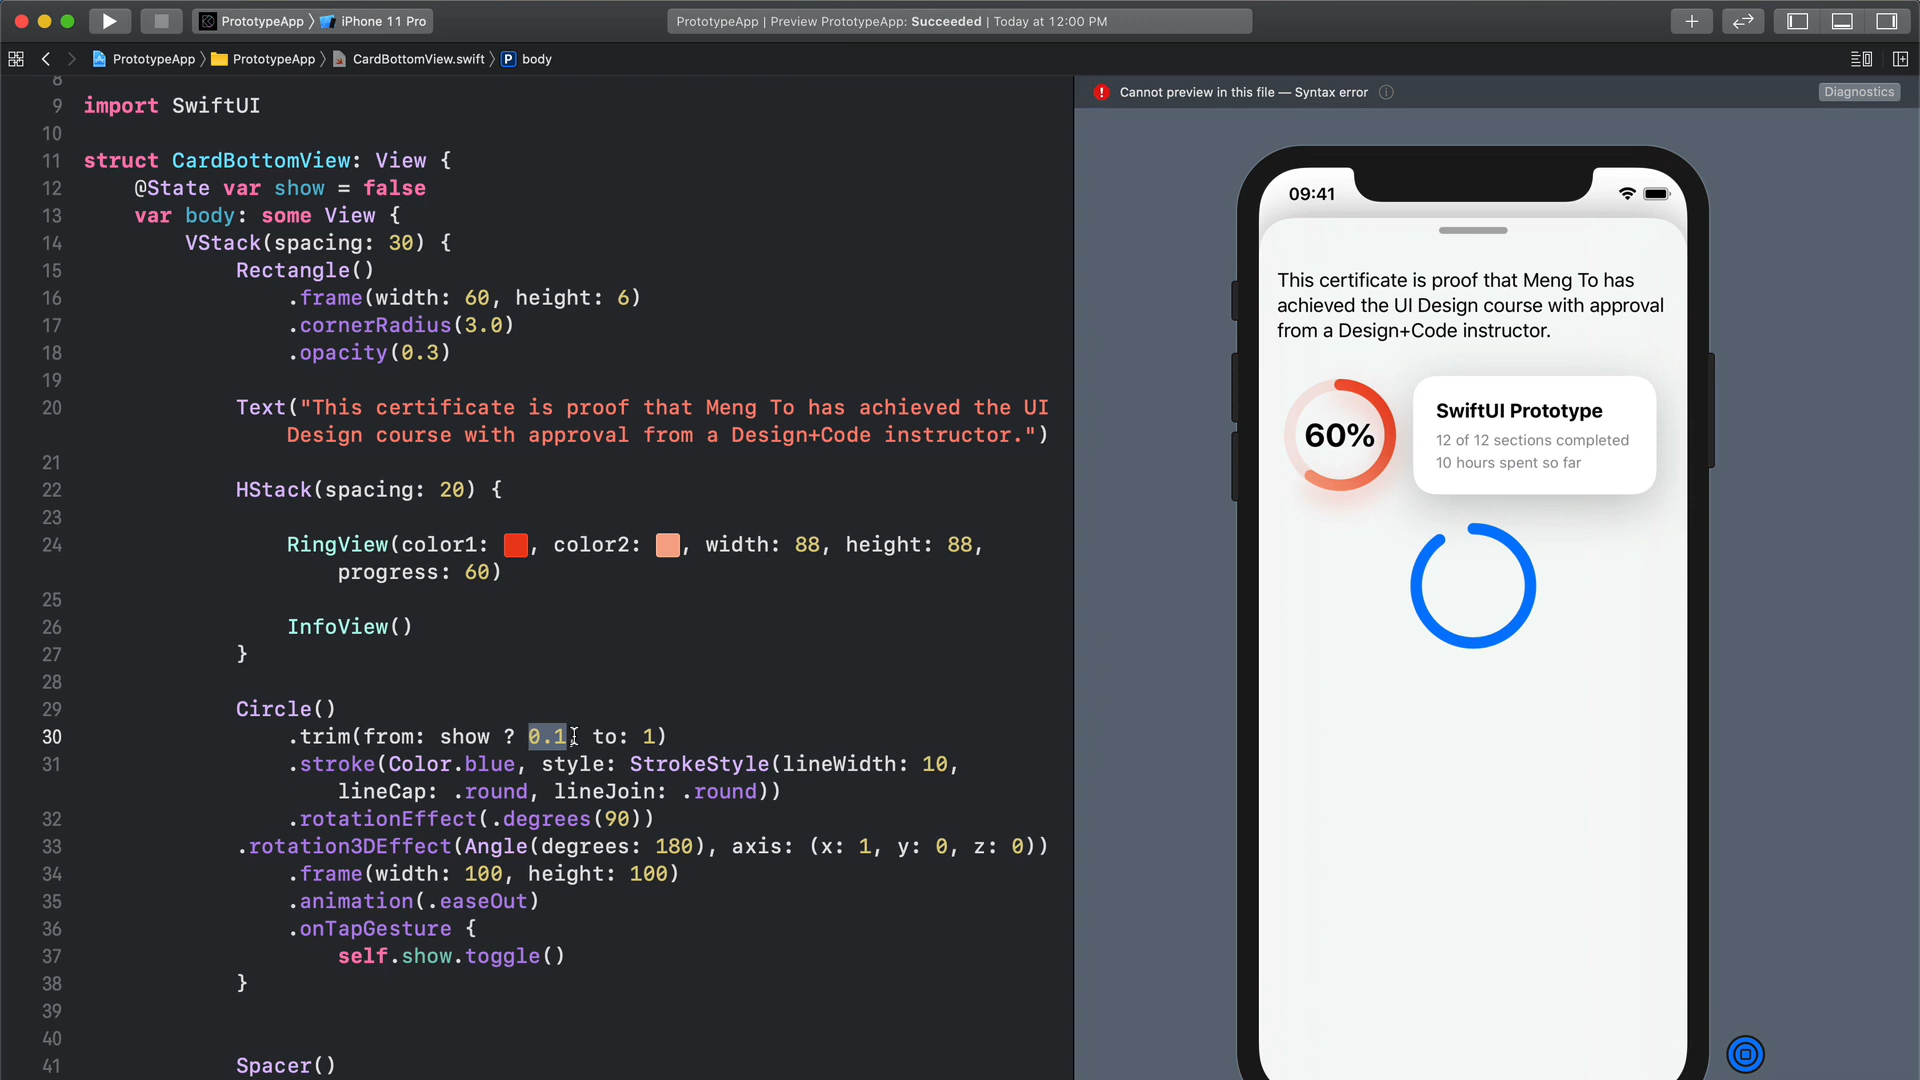 PrototypeApp 〉 iPhone 11 Pro
PrototypeApp | Preview PrototypeApp: Succeeded | Today at 12:00 PM
PrototypeApp 〉 PrototypeApp 〉 CardBottomView.swift 〉 P body
8
9 import SwiftUI
10
11 struct CardBottomView: View {
12 @State var show = false
13 var body: some View {
14 VStack(spacing: 30) {
15 Rectangle()
16 .frame(width: 60, height: 6)
17 .cornerRadius(3.0)
18 .opacity(0.3)
19
20 Text("This certificate is proof that Meng To has achieved the UI
Design course with approval from a Design+Code instructor.")
21
22 HStack(spacing: 20) {
23
24 RingView(color1: , color2: , width: 88, height: 88,
progress: 60)
25
26 InfoView()
27 }
28
29 Circle()
30 .trim(from: show ? 0.1, to: 1)
31 .stroke(Color.blue, style: StrokeStyle(lineWidth: 10,
lineCap: .round, lineJoin: .round))
32 .rotationEffect(.degrees(90))
33 .rotation3DEffect(Angle(degrees: 180), axis: (x: 1, y: 0, z: 0))
34 .frame(width: 100, height: 100)
35 .animation(.easeOut)
36 .onTapGesture {
37 self.show.toggle()
38 }
39
40
41 Spacer()
! Cannot preview in this file — Syntax error
Diagnostics
09:41
This certificate is proof that Meng To has
achieved the UI Design course with approval
from a Design+Code instructor.
60%
SwiftUI Prototype
12 of 12 sections completed
10 hours spent so far